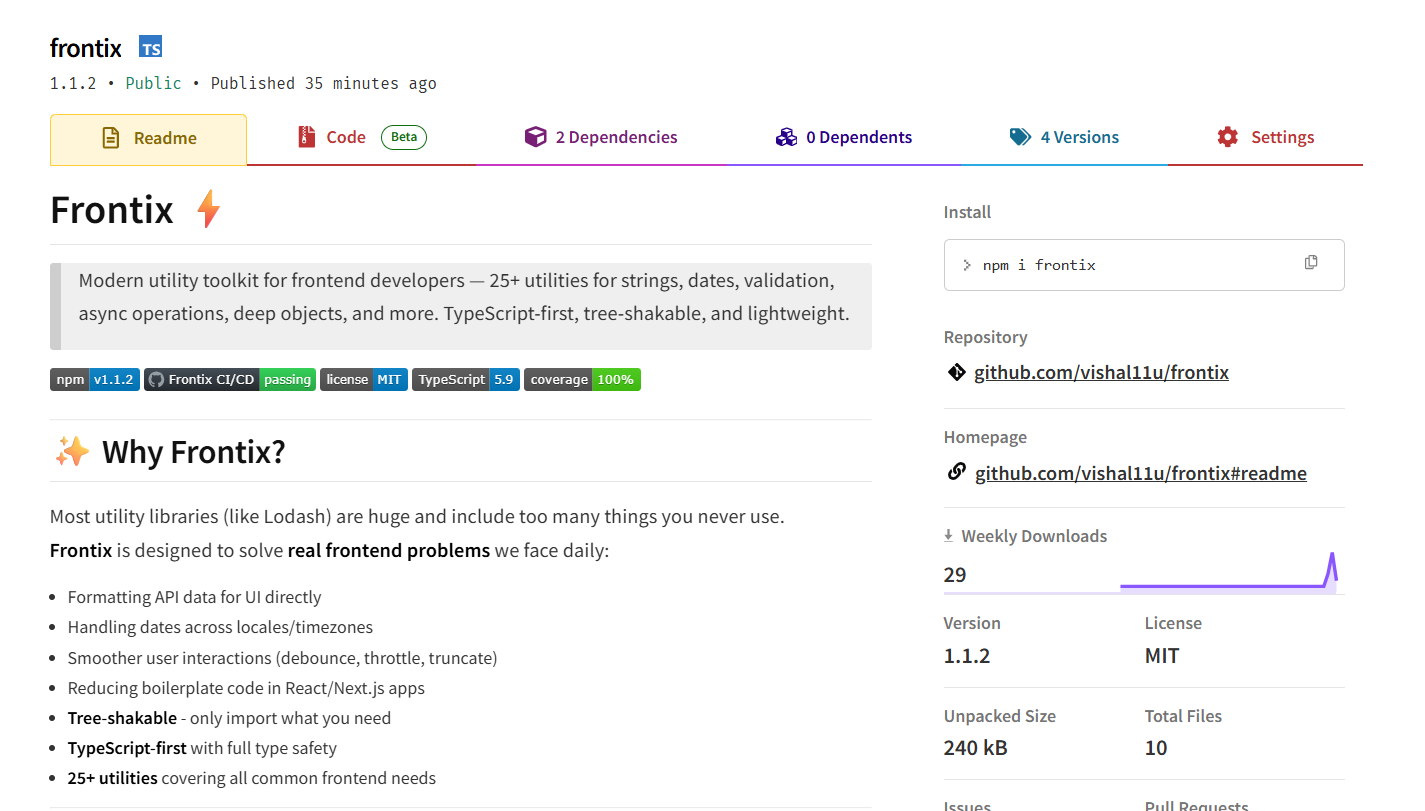 frontix TS
1.1.2 • Public • Published 35 minutes ago
Readme
Code Beta
2 Dependencies
0 Dependents
4 Versions
Settings
Frontix ⚡
Modern utility toolkit for frontend developers — 25+ utilities for strings, dates, validation,
async operations, deep objects, and more. TypeScript-first, tree-shakable, and lightweight.
npm v1.1.2 Frontix CI/CD passing license MIT TypeScript 5.9 coverage 100%
✨ Why Frontix?
Most utility libraries (like Lodash) are huge and include too many things you never use.
Frontix is designed to solve real frontend problems we face daily:
• Formatting API data for UI directly
• Handling dates across locales/timezones
• Smoother user interactions (debounce, throttle, truncate)
• Reducing boilerplate code in React/Next.js apps
• Tree-shakable - only import what you need
• TypeScript-first with full type safety
• 25+ utilities covering all common frontend needs
Install
> npm i frontix
Repository
github.com/vishal11u/frontix
Homepage
github.com/vishal11u/frontix#readme
Weekly Downloads
29
Version License
1.1.2 MIT
Unpacked Size Total Files
240 kB 10
Issues Pull Requests